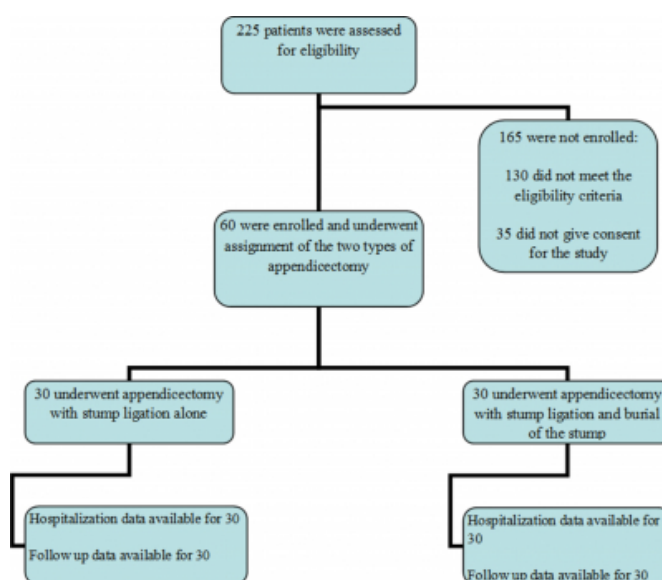 225 patients were assessed
for eligibility
165 were not enrolled:
130 did not meet the
eligibility criteria
35 did not give consent
for the study
60 were enrolled and underwent
assignment of the two types of
appendicectomy
30 underwent appendicectomy
with stump ligation alone
30 underwent appendicectomy
with stump ligation and burial
of the stump
Hospitalization data available for 30
Follow up data available for 30
Hospitalization data available for
30
Follow up data available for 30